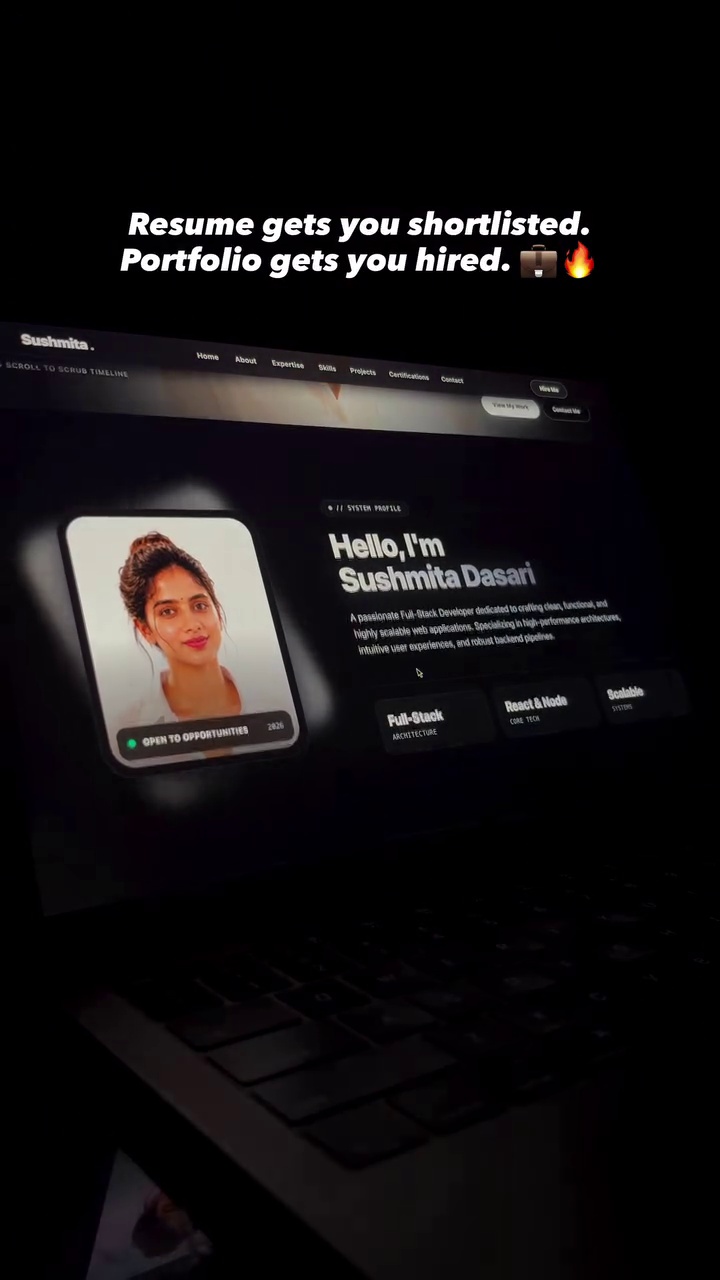 Resume gets you shortlisted.
Portfolio gets you hired. 💼🔥
Sushmita.
Home About Expertise Skills Projects Certifications Contact
Hire Me
SCROLL TO SCRUB TIMELINE
View My Work
Contact Me
// SYSTEM PROFILE
Hello, I'm
Sushmita Dasari
A passionate Full-Stack Developer dedicated to crafting clean, functional, and
highly scalable web applications. Specializing in high-performance architectures,
intuitive user experiences, and robust backend pipelines.
OPEN TO OPPORTUNITIES 2026
Full-Stack
ARCHITECTURE
React & Node
CORE TECH
Scalable
SYSTEMS